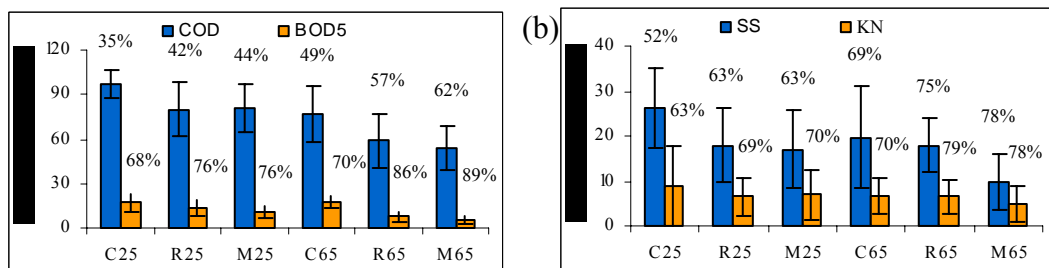 COD BOD5
35% 42% 44% 49% 57% 62%
68% 76% 76% 70% 86% 89%
120
90
60
30
0
C25 R25 M25 C65 R65 M65
(b)
SS KN
52% 63% 63% 69% 75% 78%
63% 69% 70% 70% 79% 78%
40
30
20
10
0
C25 R25 M25 C65 R65 M65